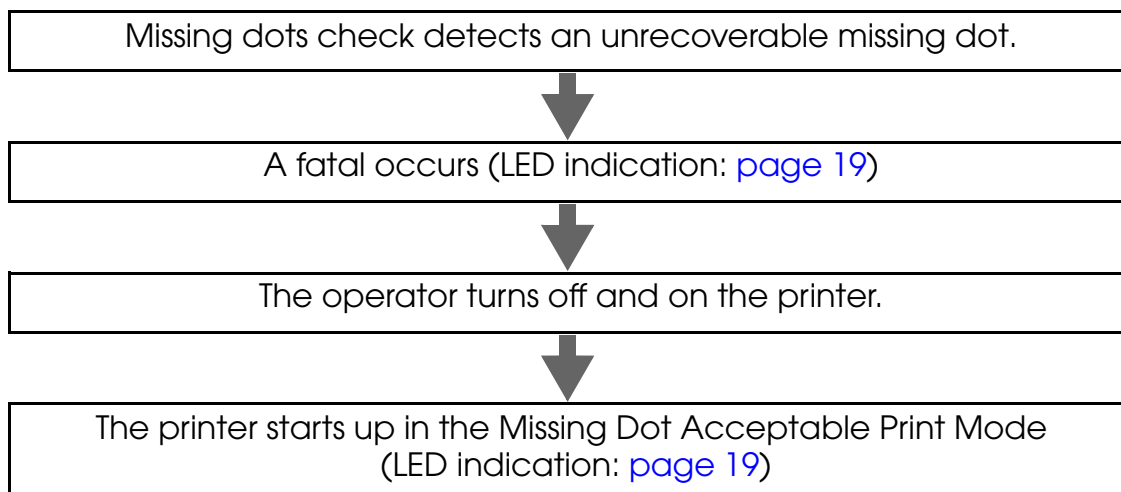 Missing dots check detects an unrecoverable missing dot.
A fatal occurs (LED indication: page 19)
The operator turns off and on the printer.
The printer starts up in the Missing Dot Acceptable Print Mode
(LED indication: page 19)